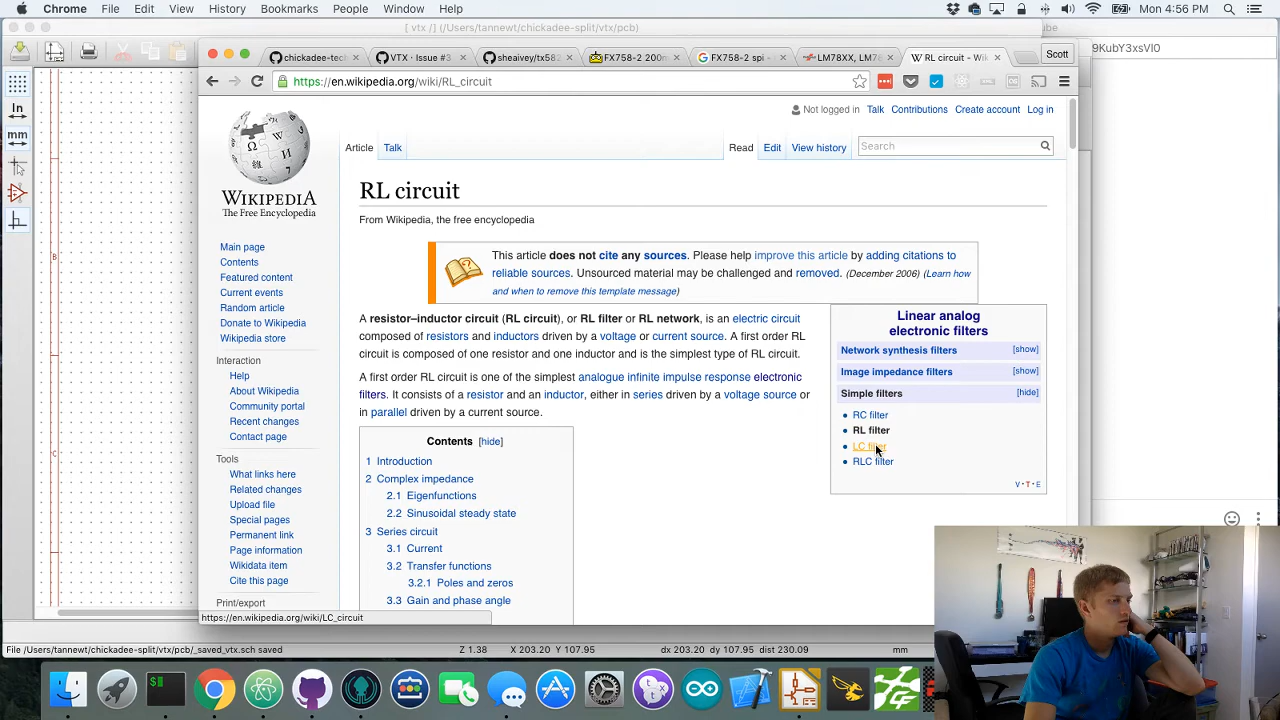 Chrome File Edit View History Bookmarks People Window Help Mon 4:56 PM
[ vtx /] (/Users/tannewt/chickadee-split/vtx/pcb)
chickadee-tec
VTX · Issue #3
sheaivey/tx582
FX758-2 200m
FX758-2 spi -
LM78XX, LM78
RL circuit - Wiki
Scott
9KubY3xsVI0
https://en.wikipedia.org/wiki/RL_circuit
Not logged in Talk Contributions Create account Log in
Article Talk Read Edit View history Search
WIKIPEDIA
The Free Encyclopedia
Main page
Contents
Featured content
Current events
Random article
Donate to Wikipedia
Wikipedia store
Interaction
Help
About Wikipedia
Community portal
Recent changes
Contact page
Tools
What links here
Related changes
Upload file
Special pages
Permanent link
Page information
Wikidata item
Cite this page
Print/export
RL circuit
From Wikipedia, the free encyclopedia
This article does not cite any sources. Please help improve this article by adding citations to
reliable sources. Unsourced material may be challenged and removed. (December 2006) (Learn how
and when to remove this template message)
A resistor–inductor circuit (RL circuit), or RL filter or RL network, is an electric circuit
composed of resistors and inductors driven by a voltage or current source. A first order RL
circuit is composed of one resistor and one inductor and is the simplest type of RL circuit.
A first order RL circuit is one of the simplest analogue infinite impulse response electronic
filters. It consists of a resistor and an inductor, either in series driven by a voltage source or
in parallel driven by a current source.
Linear analog
electronic filters
Network synthesis filters [show]
Image impedance filters [show]
Simple filters [hide]
RC filter
RL filter
LC filter
RLC filter
V · T · E
Contents [hide]
1 Introduction
2 Complex impedance
2.1 Eigenfunctions
2.2 Sinusoidal steady state
3 Series circuit
3.1 Current
3.2 Transfer functions
3.2.1 Poles and zeros
3.3 Gain and phase angle
https://en.wikipedia.org/wiki/LC_circuit
In
mm
B
C
File /Users/tannewt/chickadee-split/vtx/pcb/_saved_vtx.sch saved Z 1.38 X 203.20 Y 107.95 dx 203.20 dy 107.95 dist 230.09 mm